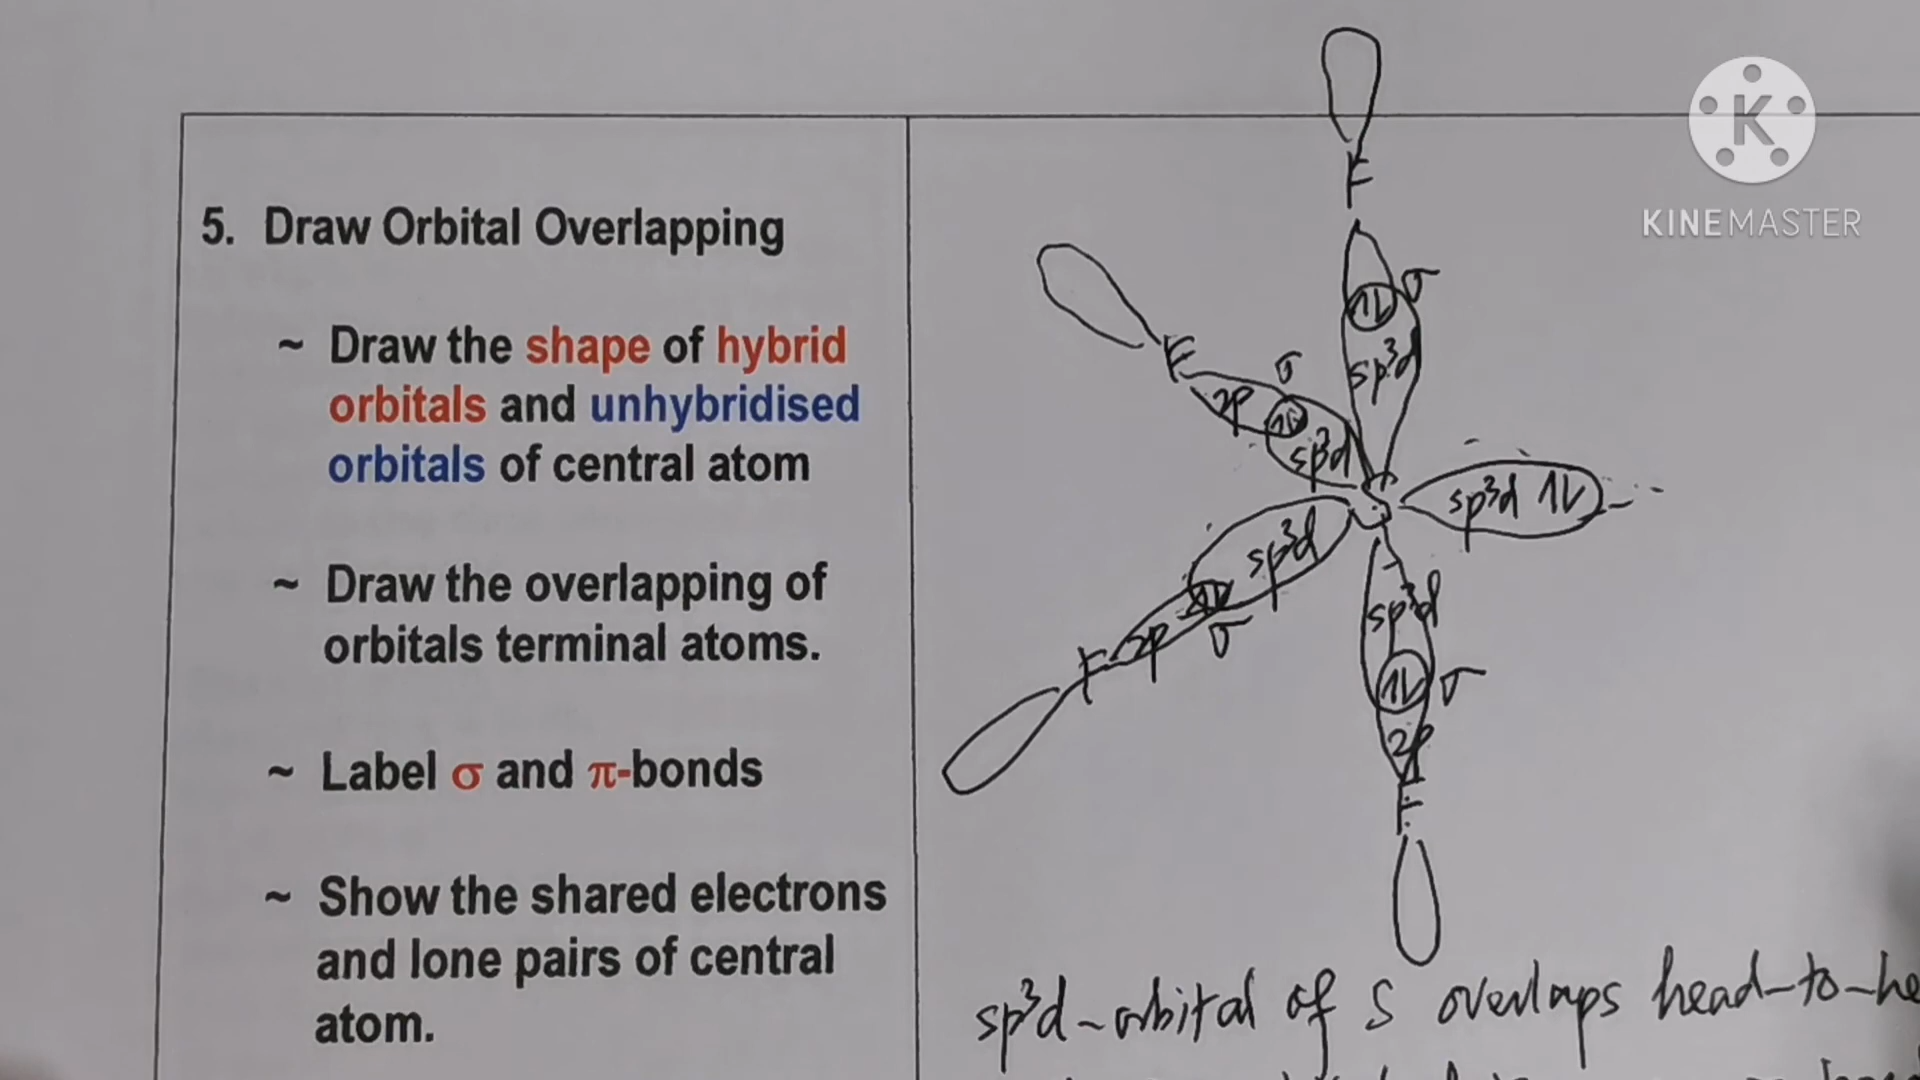 5. Draw Orbital Overlapping
~ Draw the shape of hybrid
orbitals and unhybridised
orbitals of central atom
~ Draw the overlapping of
orbitals terminal atoms.
~ Label σ and π-bonds
~ Show the shared electrons
and lone pairs of central
atom.
F
σ
sp³d
F
σ
2p
sp³d
sp³d 1L
sp³d
2p
σ
F
sp³d
σ
2p
F
sp³d-orbital of S overlaps head-to-he
K
KINEMASTER